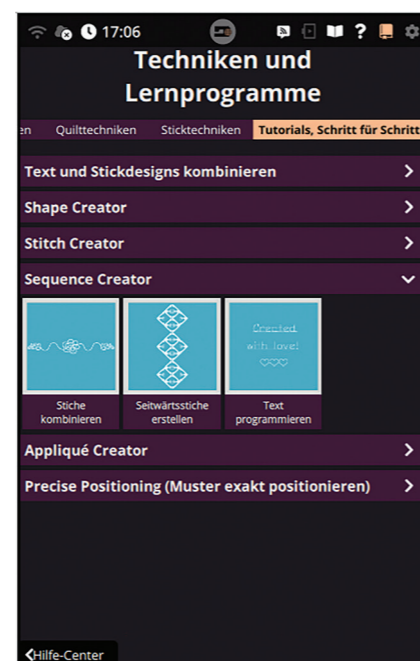 17:06
?
Techniken und
Lernprogramme
en Quilttechniken Sticktechniken Tutorials, Schritt für Schritt
Text und Stickdesigns kombinieren
Shape Creator
Stitch Creator
Sequence Creator
Created
with love!
Stiche
kombinieren
Seitwärtsstiche
erstellen
Text
programmieren
Appliqué Creator
Precise Positioning (Muster exakt positionieren)
Hilfe-Center